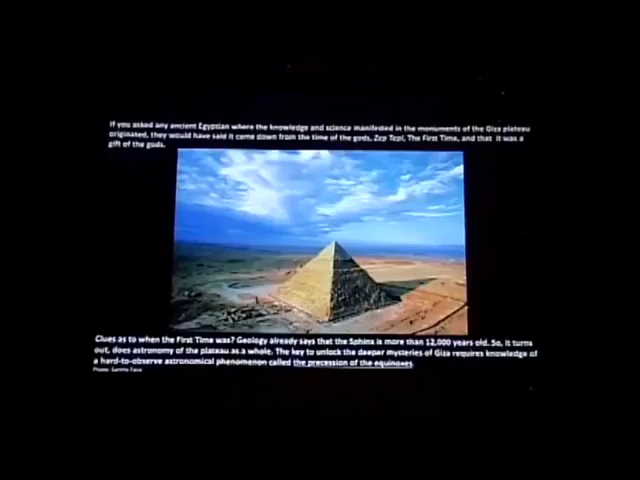 If you asked any ancient Egyptian where the knowledge and science manifested in the monuments of the Giza plateau
originated, they would have said it came down from the time of the gods, Zep Tepi, The First Time, and that it was a
gift of the gods.
Clues as to when the First Time was? Geology already says that the Sphinx is more than 12,000 years old. So, it turns
out, does astronomy of the plateau as a whole. The key to unlock the deeper mysteries of Giza requires knowledge of
a hard-to-observe astronomical phenomenon called the precession of the equinoxes.
Photo: